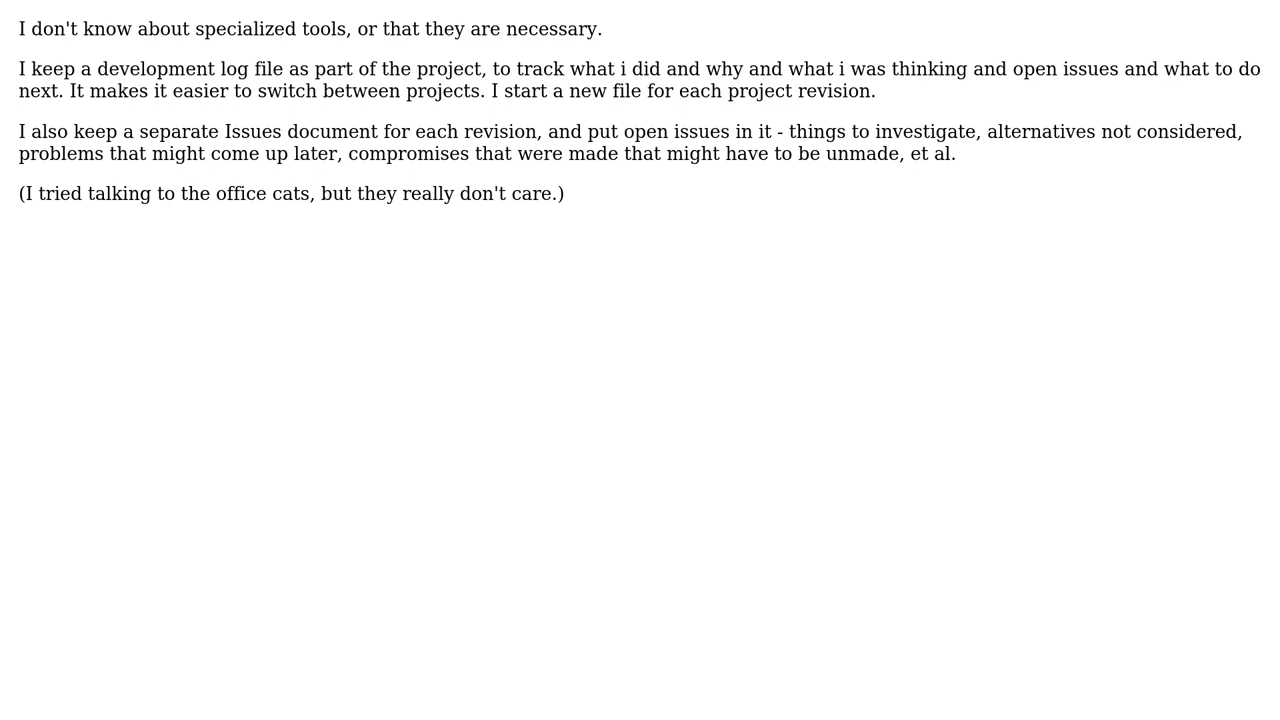 I don't know about specialized tools, or that they are necessary.
I keep a development log file as part of the project, to track what i did and why and what i was thinking and open issues and what to do
next. It makes it easier to switch between projects. I start a new file for each project revision.
I also keep a separate Issues document for each revision, and put open issues in it - things to investigate, alternatives not considered,
problems that might come up later, compromises that were made that might have to be unmade, et al.
(I tried talking to the office cats, but they really don't care.)